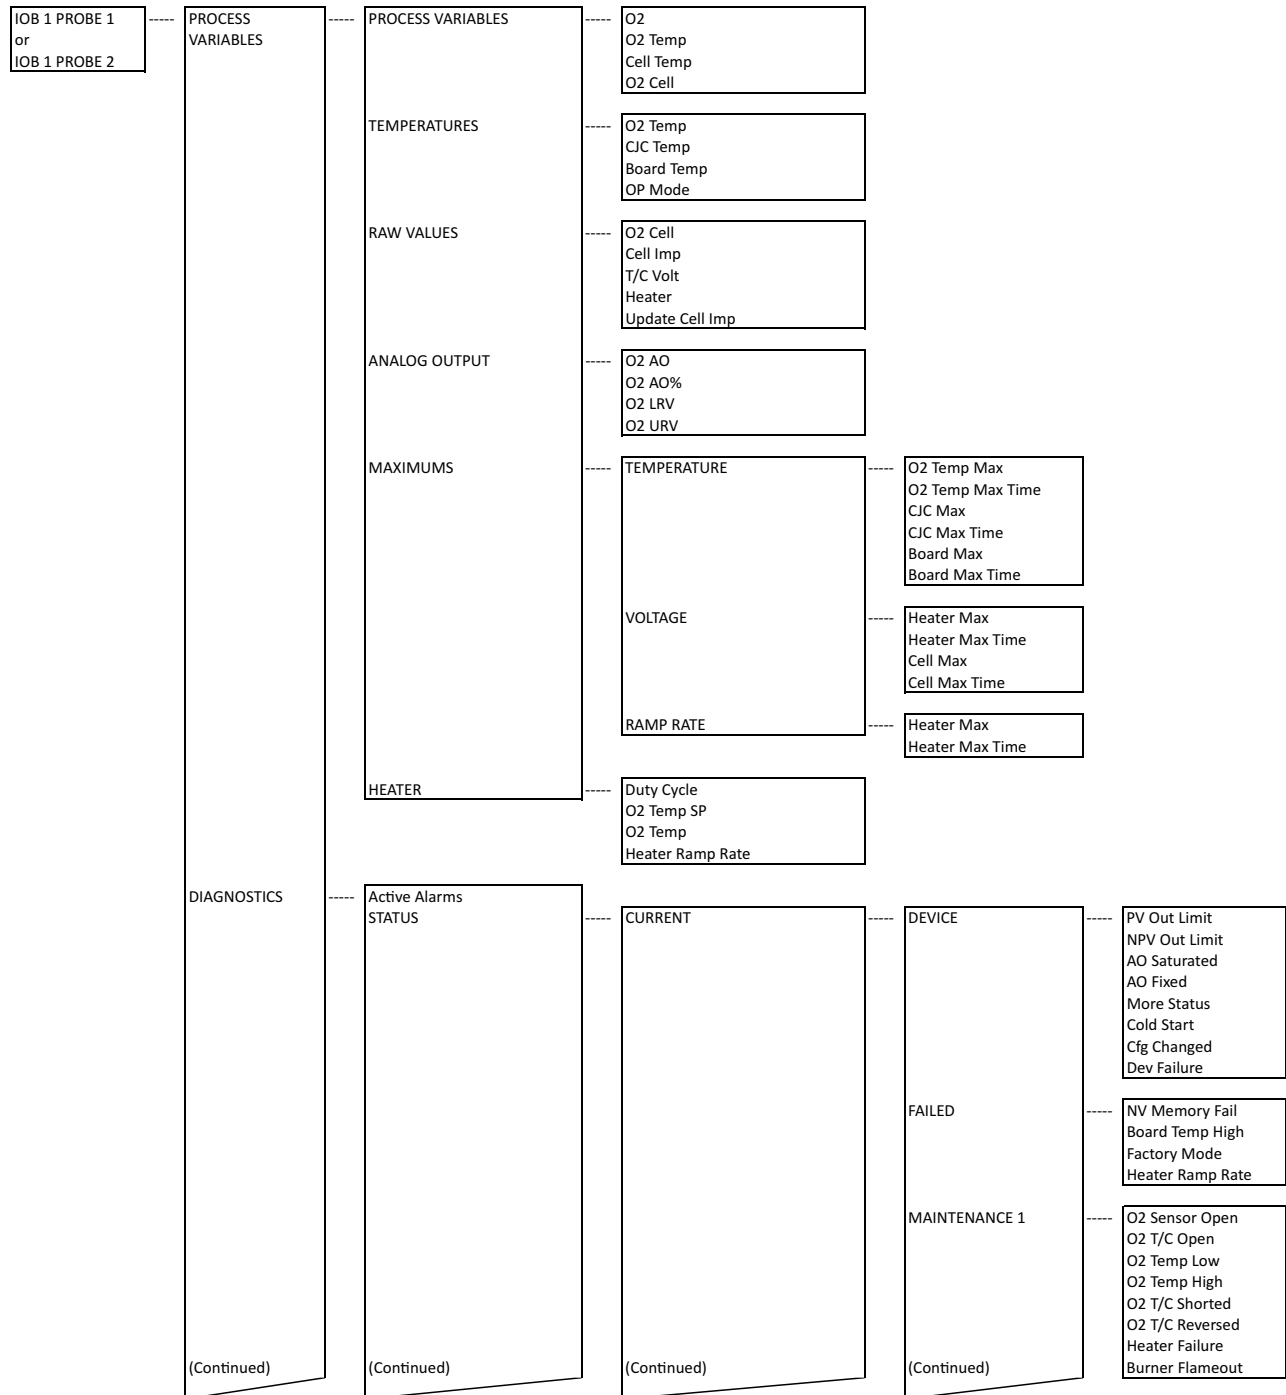 IOB 1 PROBE 1
or
IOB 1 PROBE 2
PROCESS
VARIABLES
PROCESS VARIABLES
O2
O2 Temp
Cell Temp
O2 Cell
TEMPERATURES
O2 Temp
CJC Temp
Board Temp
OP Mode
RAW VALUES
O2 Cell
Cell Imp
T/C Volt
Heater
Update Cell Imp
ANALOG OUTPUT
O2 AO
O2 AO%
O2 LRV
O2 URV
MAXIMUMS
TEMPERATURE
O2 Temp Max
O2 Temp Max Time
CJC Max
CJC Max Time
Board Max
Board Max Time
VOLTAGE
Heater Max
Heater Max Time
Cell Max
Cell Max Time
RAMP RATE
Heater Max
Heater Max Time
HEATER
Duty Cycle
O2 Temp SP
O2 Temp
Heater Ramp Rate
DIAGNOSTICS
Active Alarms
STATUS
CURRENT
DEVICE
PV Out Limit
NPV Out Limit
AO Saturated
AO Fixed
More Status
Cold Start
Cfg Changed
Dev Failure
FAILED
NV Memory Fail
Board Temp High
Factory Mode
Heater Ramp Rate
MAINTENANCE 1
O2 Sensor Open
O2 T/C Open
O2 Temp Low
O2 Temp High
O2 T/C Shorted
O2 T/C Reversed
Heater Failure
Burner Flameout
(Continued)
(Continued)
(Continued)
(Continued)